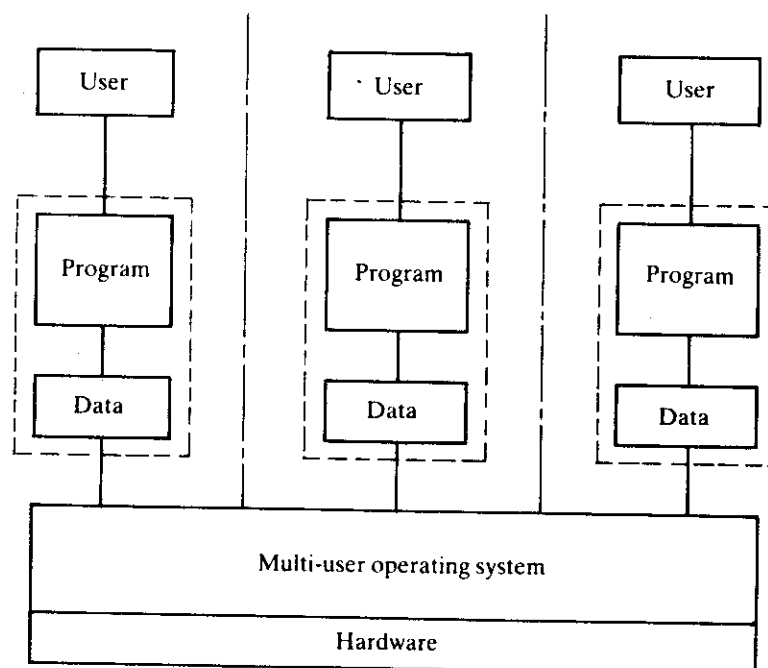 User
User
User
Program
Program
Program
Data
Data
Data
Multi-user operating system
Hardware